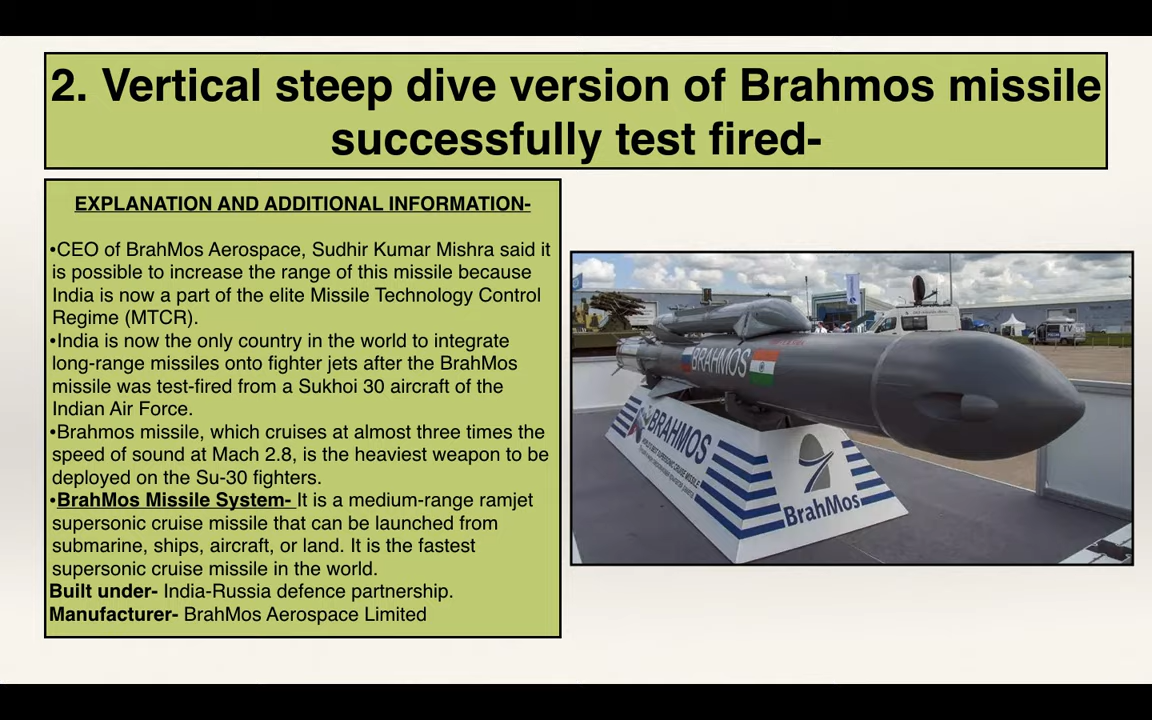 2. Vertical steep dive version of Brahmos missile
successfully test fired-
EXPLANATION AND ADDITIONAL INFORMATION-
•CEO of BrahMos Aerospace, Sudhir Kumar Mishra said it
is possible to increase the range of this missile because
India is now a part of the elite Missile Technology Control
Regime (MTCR).
•India is now the only country in the world to integrate
long-range missiles onto fighter jets after the BrahMos
missile was test-fired from a Sukhoi 30 aircraft of the
Indian Air Force.
•Brahmos missile, which cruises at almost three times the
speed of sound at Mach 2.8, is the heaviest weapon to be
deployed on the Su-30 fighters.
•BrahMos Missile System- It is a medium-range ramjet
supersonic cruise missile that can be launched from
submarine, ships, aircraft, or land. It is the fastest
supersonic cruise missile in the world.
Built under- India-Russia defence partnership.
Manufacturer- BrahMos Aerospace Limited
BRAHMOS
BRAHMOS
WORLD'S BEST SUPERSONIC CRUISE MISSILE
BrahMos